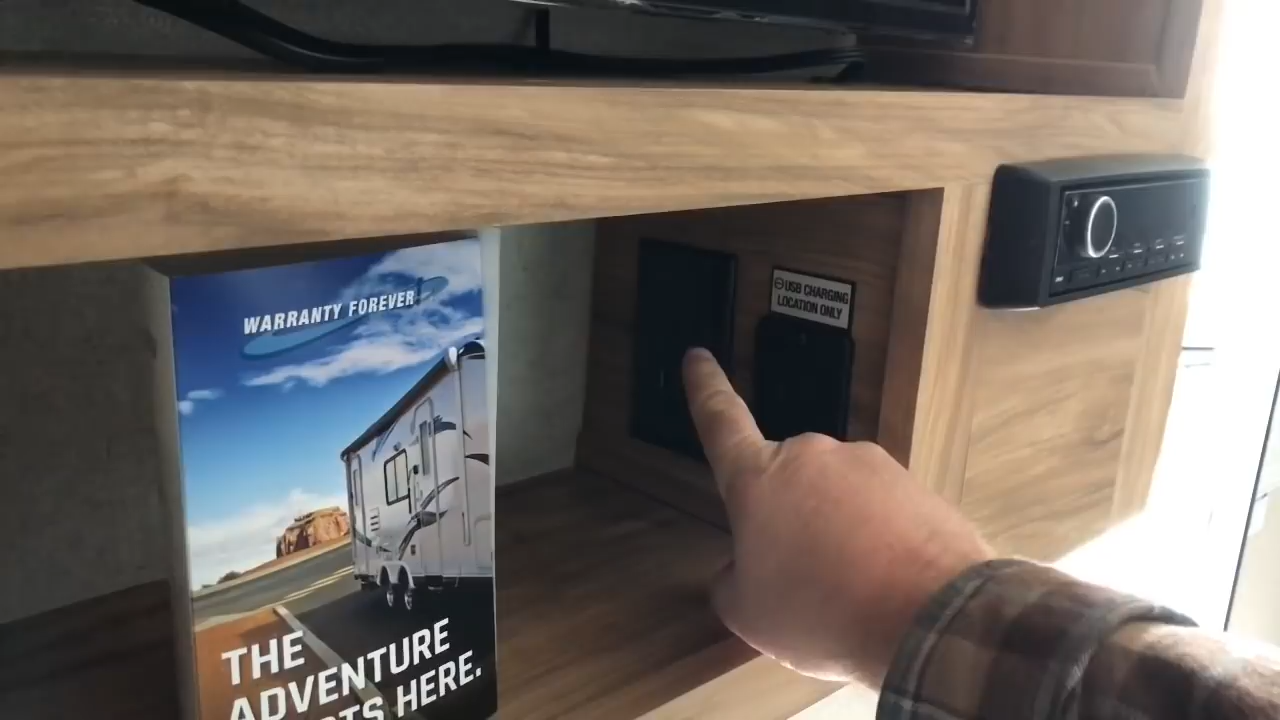 WARRANTY FOREVER
USB CHARGING
LOCATION ONLY
THE
ADVENTURE
HERE.